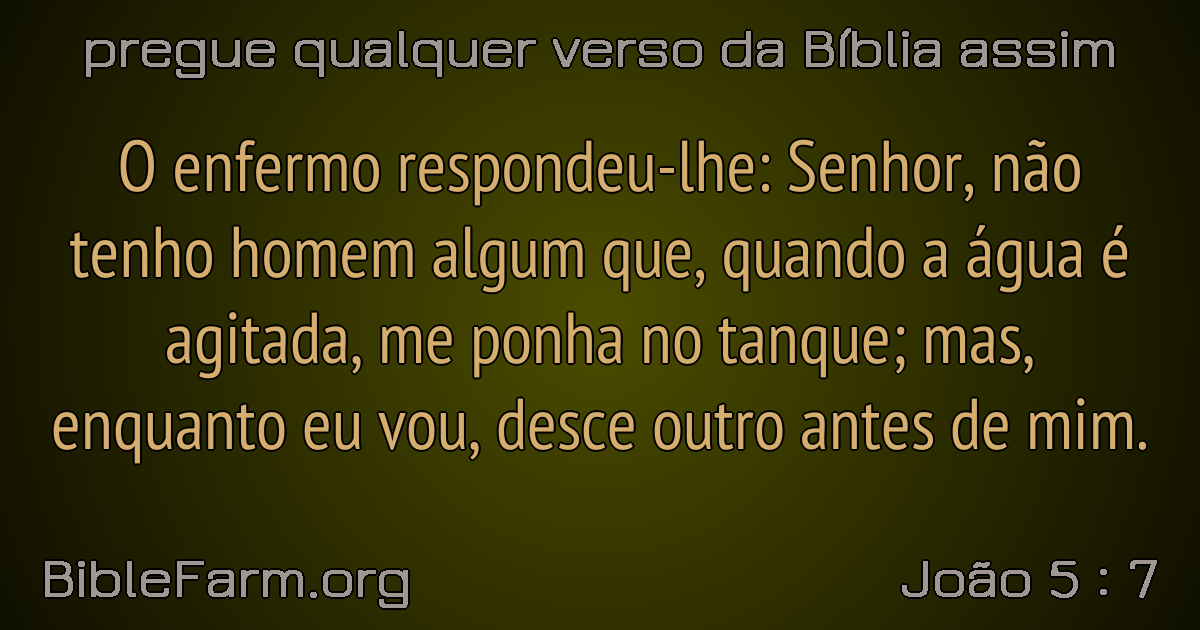 pregue qualquer verso da Bíblia assim
O enfermo respondeu-lhe: Senhor, não
tenho homem algum que, quando a água é
agitada, me ponha no tanque; mas,
enquanto eu vou, desce outro antes de mim.
BibleFarm.org
João 5 : 7